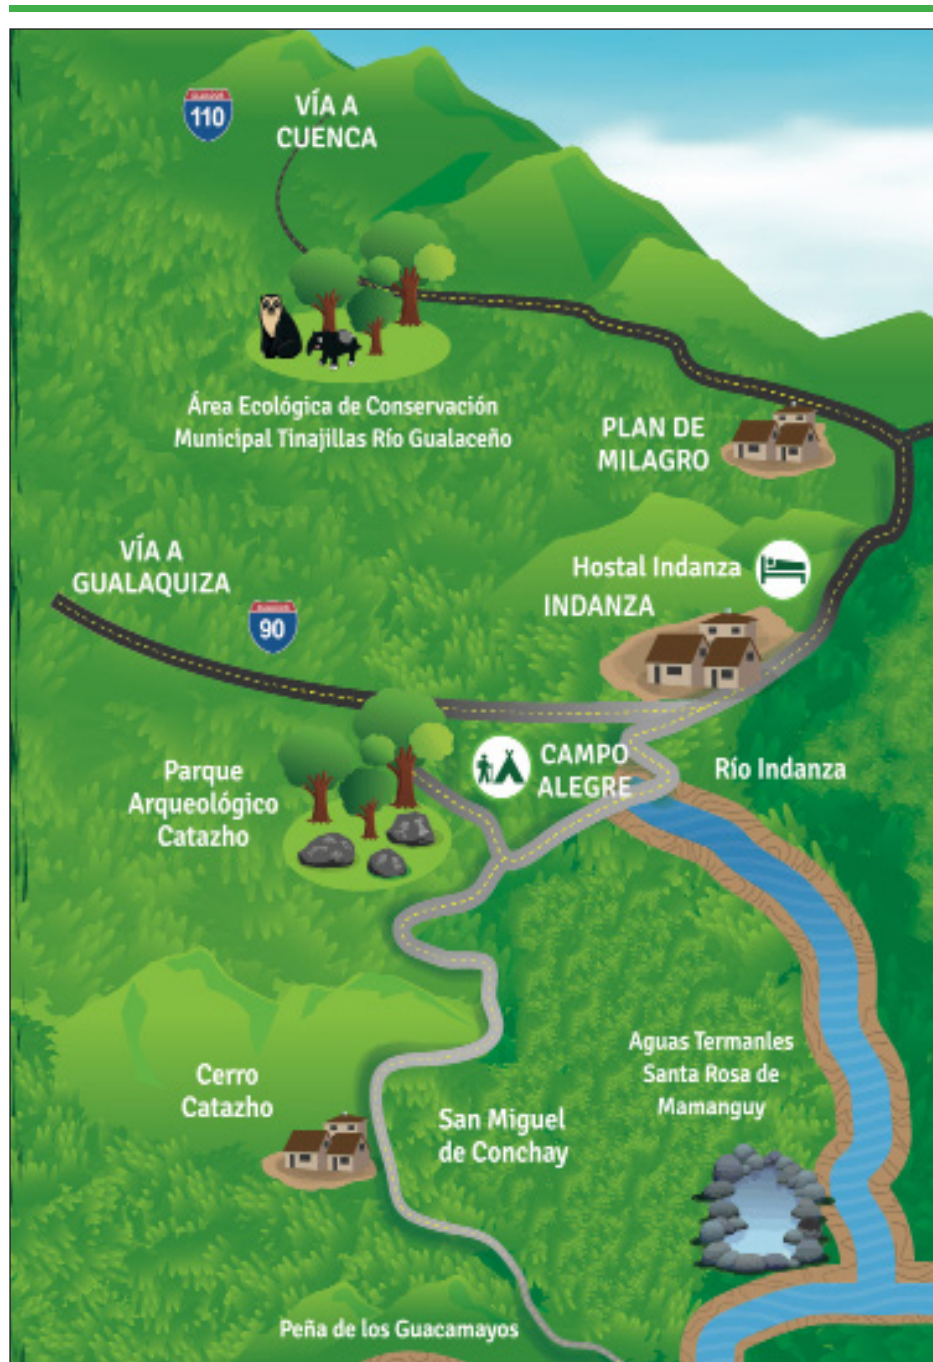 110
VÍA A
CUENCA
Área Ecológica de Conservación
Municipal Tinajillas Río Gualaceño
PLAN DE
MILAGRO
VÍA A
GUALAQUIZA
90
Hostal Indanza
INDANZA
CAMPO
ALEGRE
Río Indanza
Parque
Arqueológico
Catazho
Aguas Termanles
Santa Rosa de
Mamanguy
Cerro
Catazho
San Miguel
de Conchay
Peña de los Guacamayos